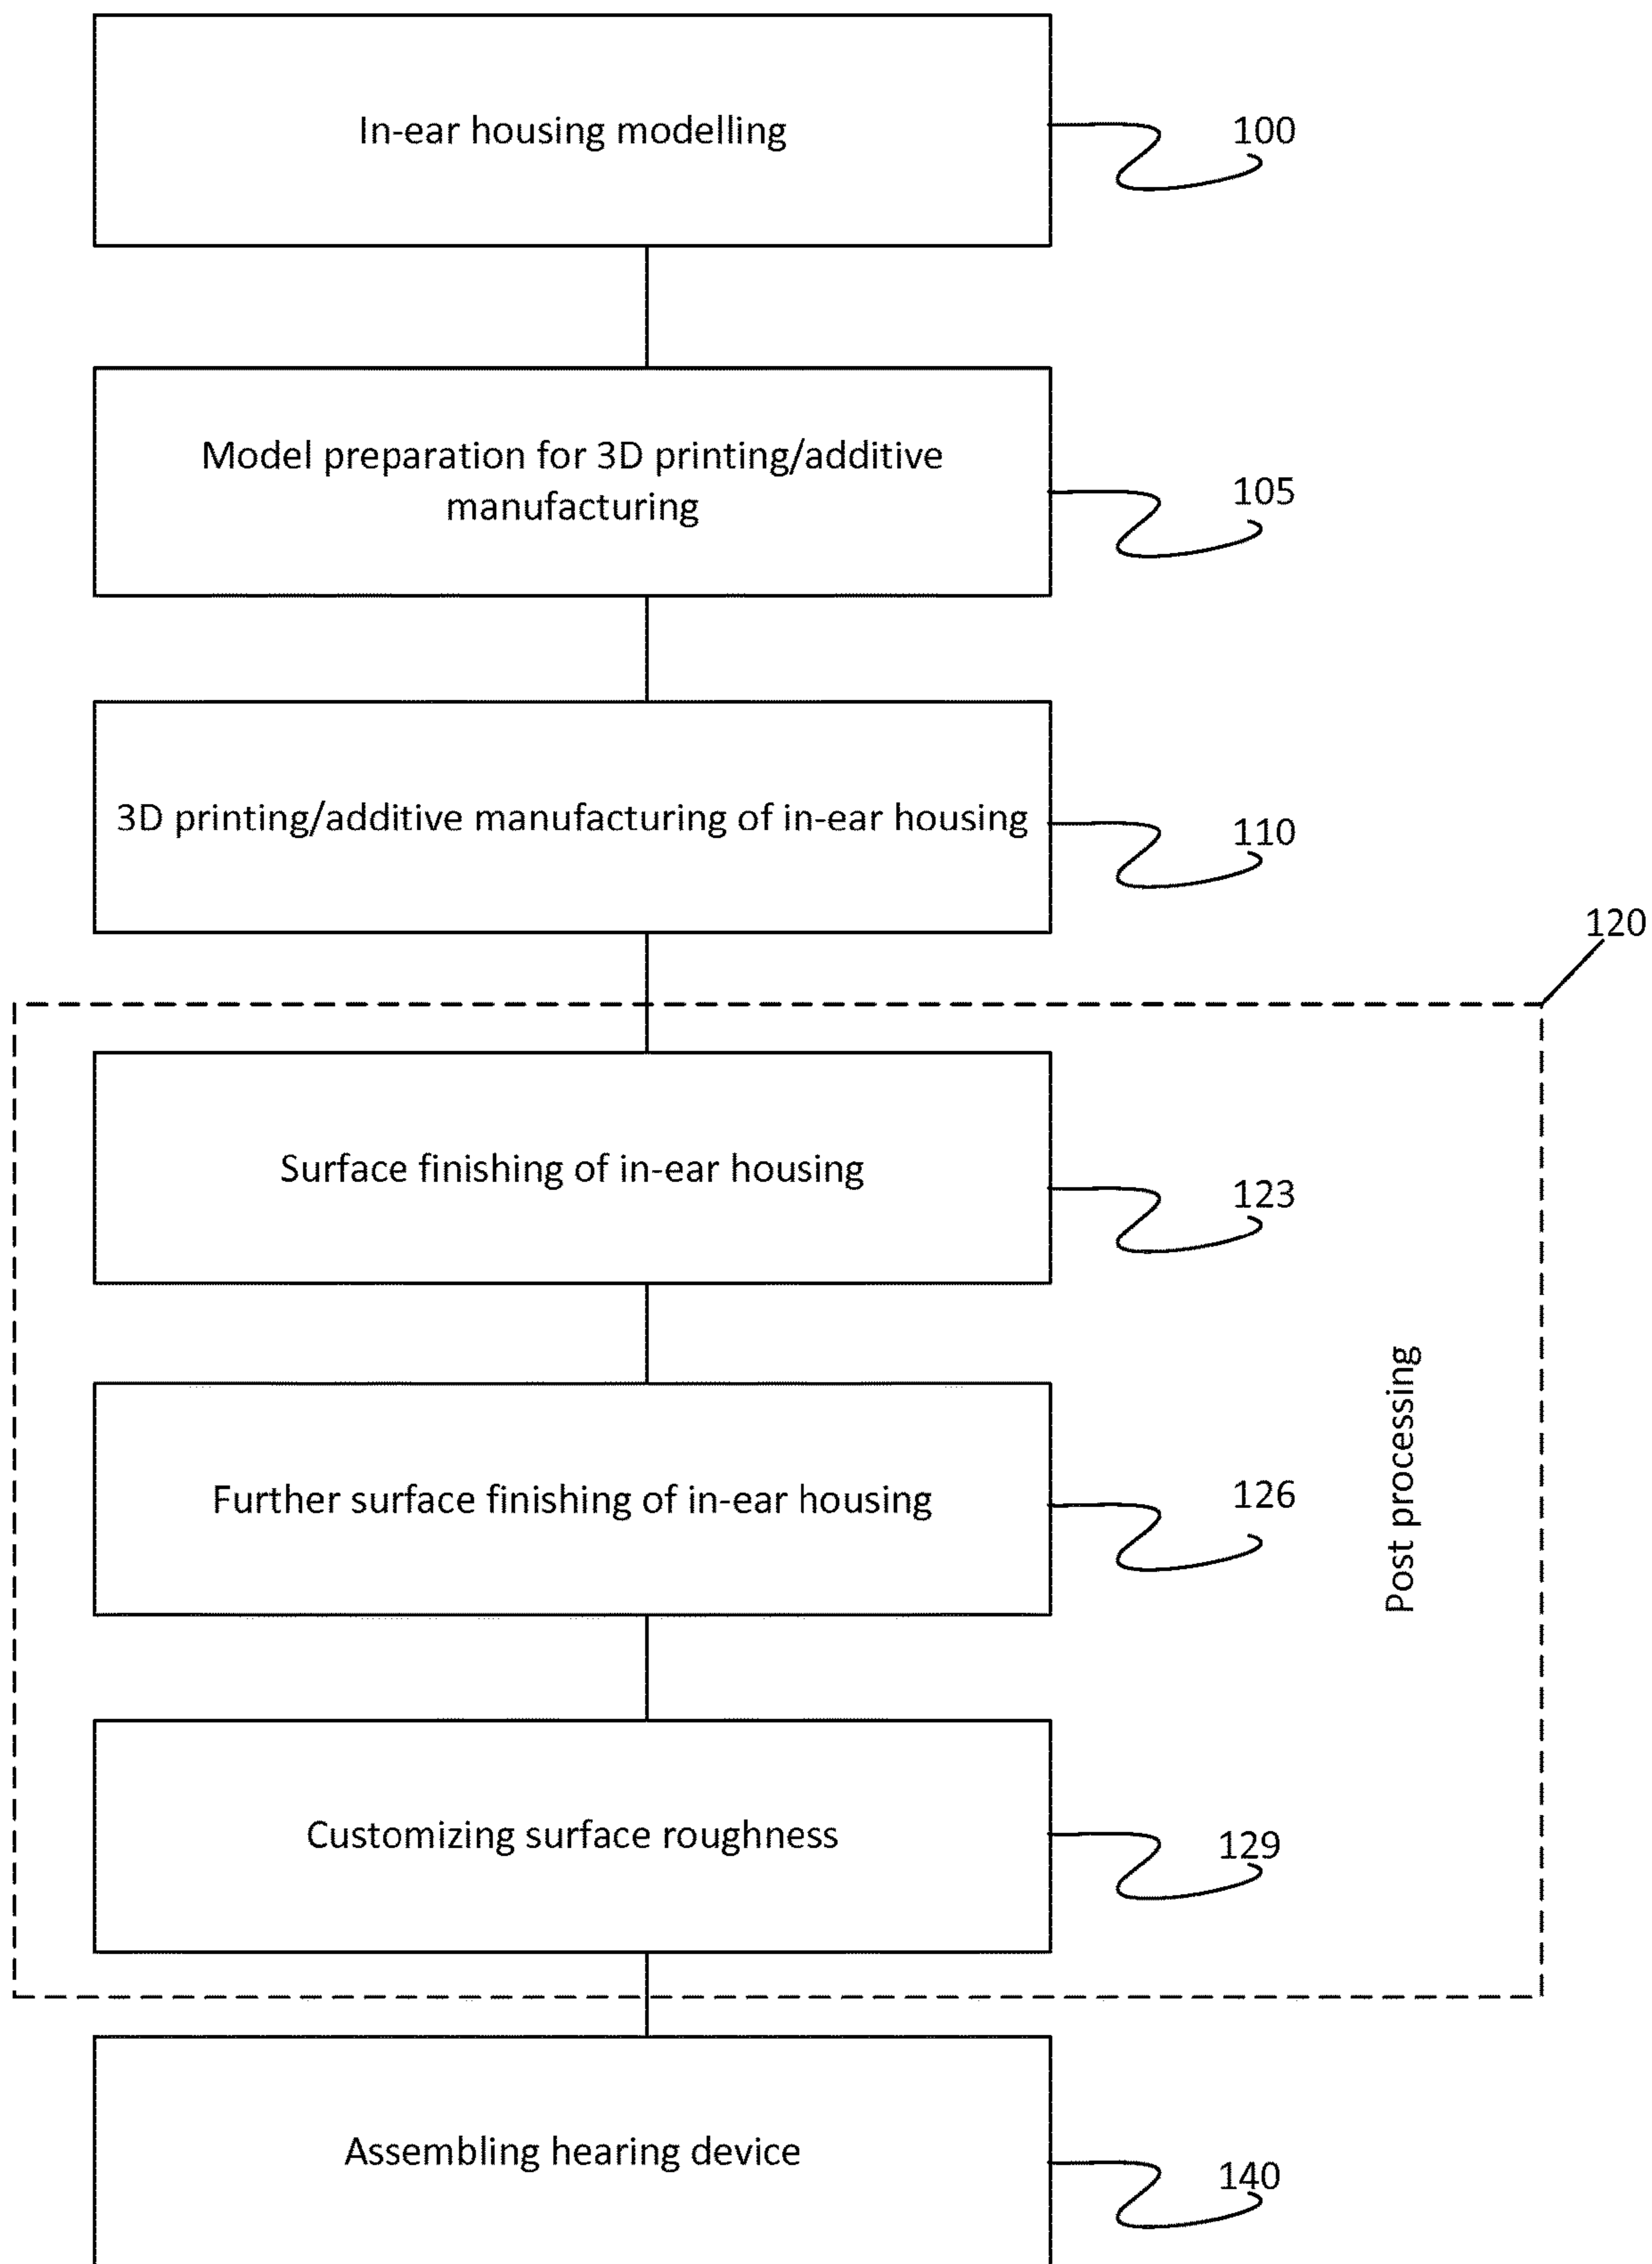 In-ear housing modelling
100
Model preparation for 3D printing/additive
manufacturing
105
3D printing/additive manufacturing of in-ear housing
110
120
Surface finishing of in-ear housing
123
Further surface finishing of in-ear housing
126
Post processing
Customizing surface roughness
129
Assembling hearing device
140